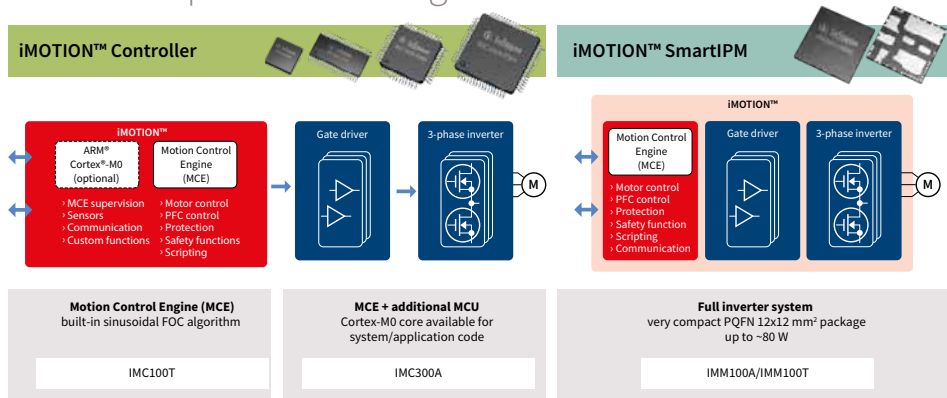 iMOTION™ Controller
iMOTION™ SmartIPM
iMOTION™
ARM®
Cortex®-M0
(optional)
Motion Control
Engine
(MCE)
› MCE supervision
› Sensors
› Communication
› Custom functions
› Motor control
› PFC control
› Protection
› Safety functions
› Scripting
Gate driver
3-phase inverter
M
iMOTION™
Motion Control
Engine
(MCE)
› Motor control
› PFC control
› Protection
› Safety function
› Scripting
› Communication
Gate driver
3-phase inverter
M
Motion Control Engine (MCE)
built-in sinusoidal FOC algorithm
IMC100T
MCE + additional MCU
Cortex-M0 core available for
system/application code
IMC300A
Full inverter system
very compact PQFN 12x12 mm² package
up to ~80 W
IMM100A/IMM100T